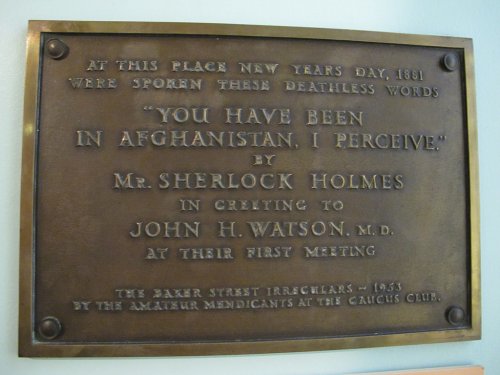 AT THIS PLACE NEW YEARS DAY, 1881
WERE SPOKEN THESE DEATHLESS WORDS
"YOU HAVE BEEN
IN AFGHANISTAN, I PERCEIVE."
BY
MR. SHERLOCK HOLMES
IN GREETING TO
JOHN H. WATSON, M.D.
AT THEIR FIRST MEETING
THE BAKER STREET IRREGULARS – 1953
BY THE AMATEUR MENDICANTS AT THE CAUCUS CLUB.